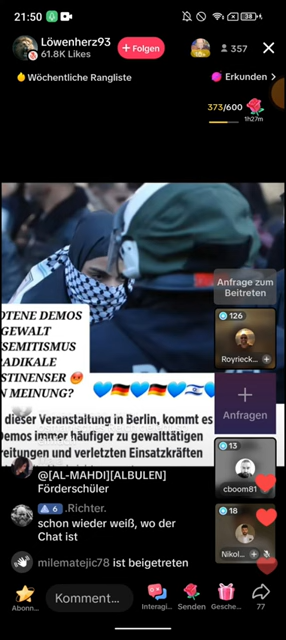 21:50
50
Löwenherz93
61.8K Likes
+ Folgen
357
Wöchentliche Rangliste
Erkunden >
373/600
1h27m
OTENE DEMOS
GEWALT
SEMITISMUS
ADIKALE
STINENSER
N MEINUNG?
Anfrage zum
Beitreten
126
Royrieck...
Anfragen
dieser Veranstaltung in Berlin, kommt es
Demos immer häufiger zu gewalttätigen
reitungen und verletzten Einsatzkräften
13
cboom81
18
Nikol...
@[AL-MAHDI][ALBULEN]
Förderschüler
6 .Richter.
schon wieder weiß, wo der
Chat ist
milematejic78 ist beigetreten
Abonn...
Kommentar...
Interagi...
Senden
Gesche...
77